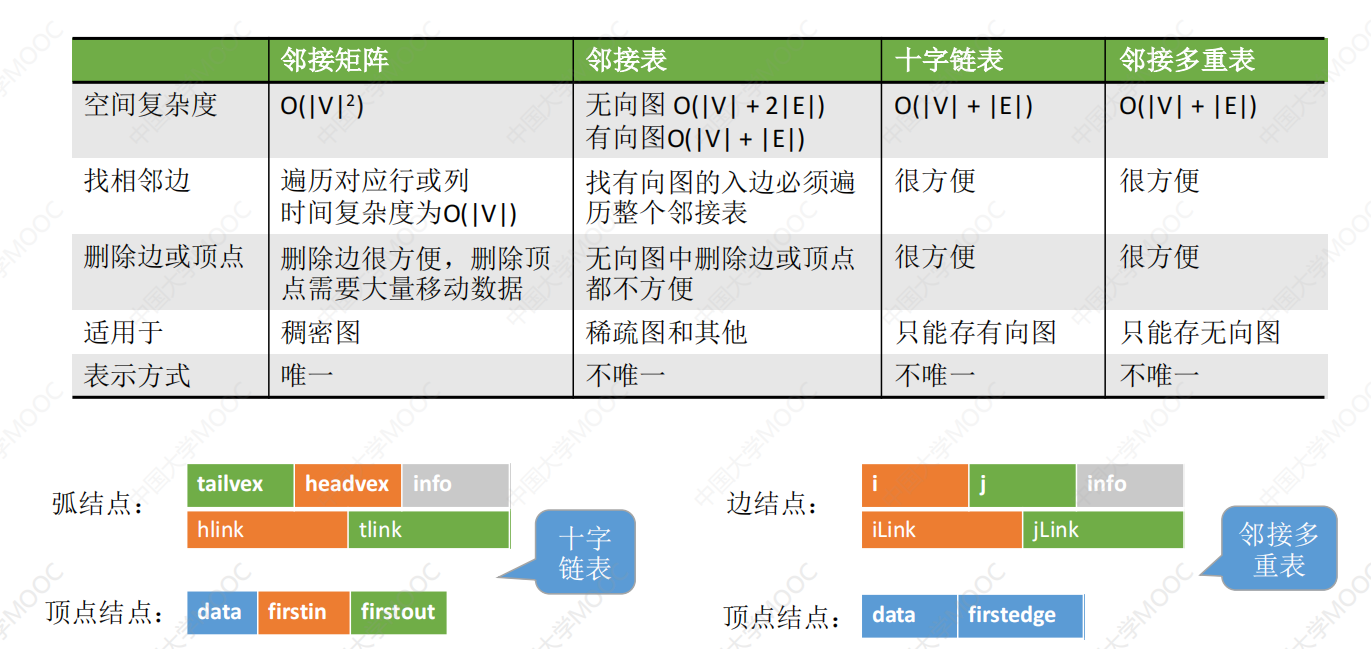 邻接矩阵 邻接表 十字链表 邻接多重表
空间复杂度 O(|V|²) 无向图 O(|V| + 2|E|) O(|V| + |E|) O(|V| + |E|)
有向图O(|V| + |E|)
找相邻边 遍历对应行或列 找有向图的入边必须遍 很方便 很方便
时间复杂度为O(|V|) 历整个邻接表
删除边或顶点 删除边很方便，删除顶 无向图中删除边或顶点 很方便 很方便
点需要大量移动数据 都不方便
适用于 稠密图 稀疏图和其他 只能存有向图 只能存无向图
表示方式 唯一 不唯一 不唯一 不唯一
弧结点： tailvex headvex info
hlink tlink
十字
链表
顶点结点： data firstin firstout
边结点： i j info
iLink jLink
邻接多
重表
顶点结点： data firstedge
中国大学MOOC